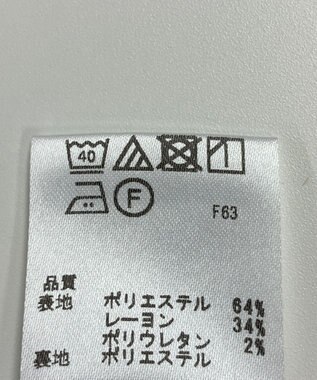 40
F
F63
品質
表地 ポリエステル 64%
レーヨン 34%
ポリウレタン 2%
裏地 ポリエステル